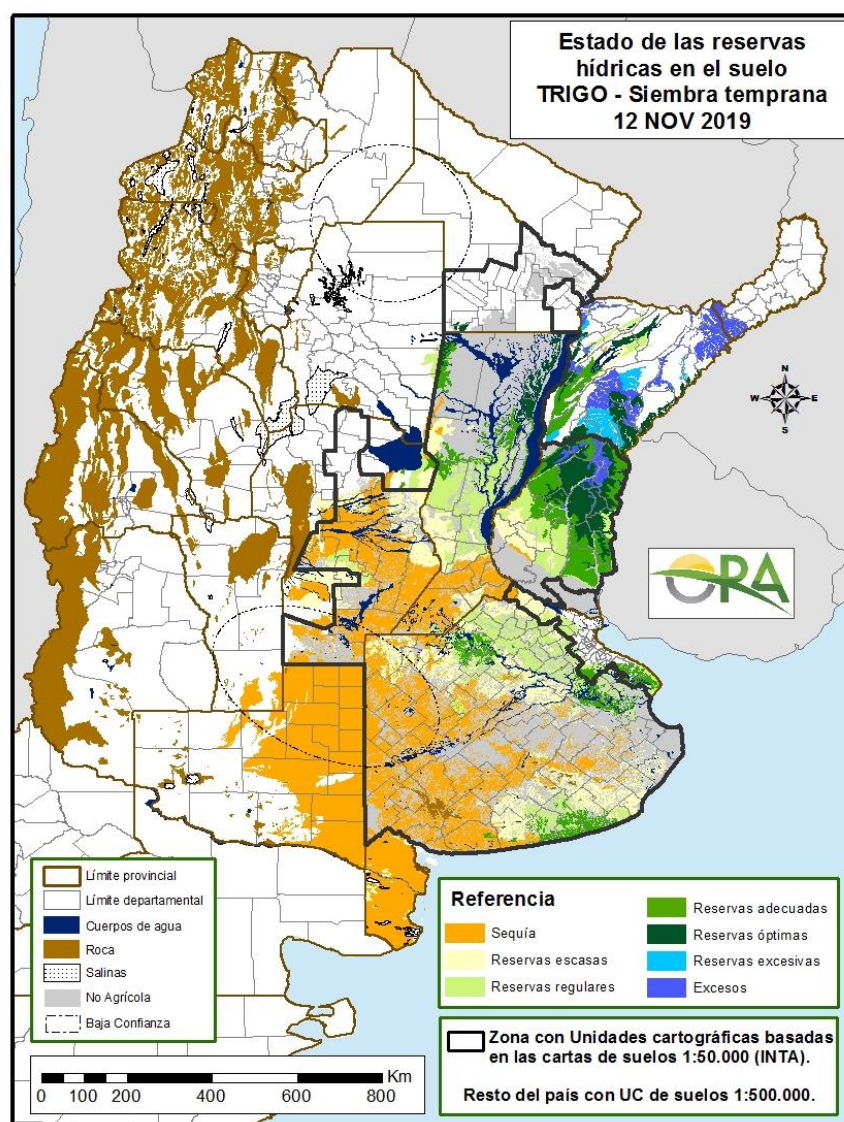 Estado de las reservas
hídricas en el suelo
TRIGO - Siembra temprana
12 NOV 2019
N
W
E
S
ORA
Límite provincial
Límite departamental
Cuerpos de agua
Roca
Salinas
No Agrícola
Baja Confianza
Referencia
Sequía
Reservas escasas
Reservas regulares
Reservas adecuadas
Reservas óptimas
Reservas excesivas
Excesos
Km
0 100 200 400 600 800
Zona con Unidades cartográficas basadas
en las cartas de suelos 1:50.000 (INTA).
Resto del país con UC de suelos 1:500.000.